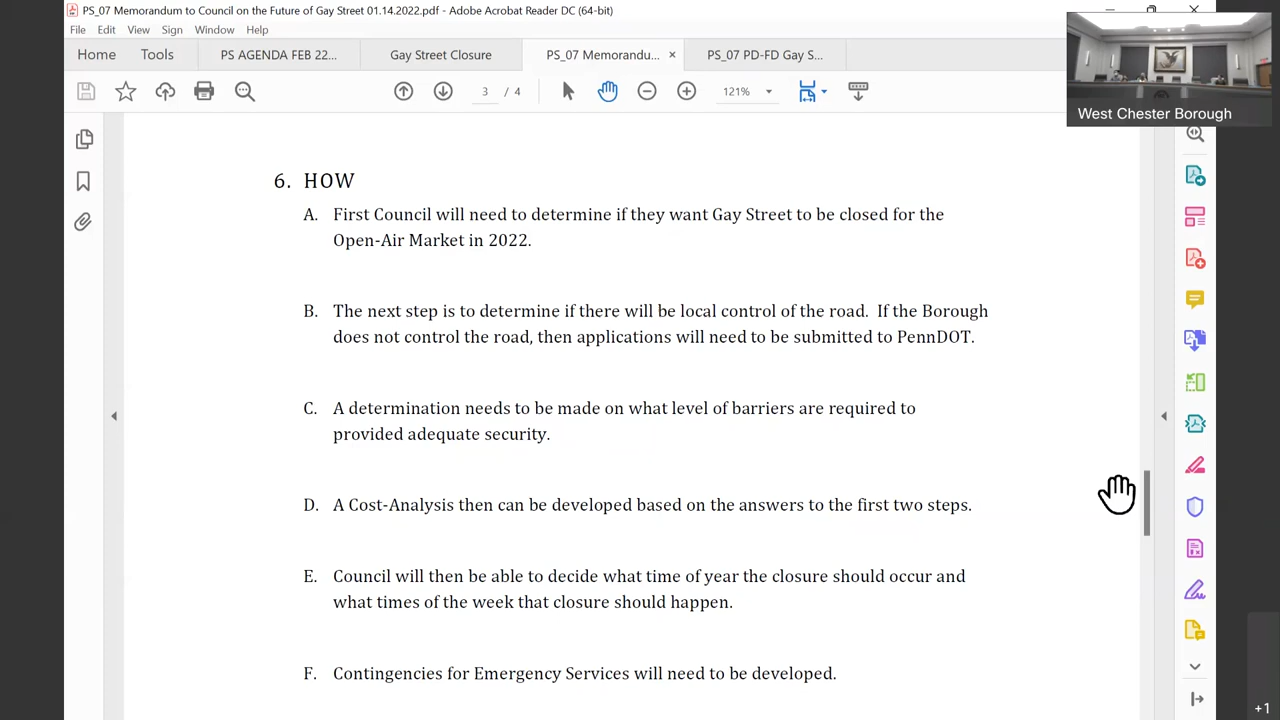 PS_07 Memorandum to Council on the Future of Gay Street 01.14.2022.pdf - Adobe Acrobat Reader DC (64-bit)
File Edit View Sign Window Help
Home Tools PS AGENDA FEB 22... Gay Street Closure PS_07 Memorandu... × PS_07 PD-FD Gay S...
3 / 4 121%
West Chester Borough
6. HOW
A. First Council will need to determine if they want Gay Street to be closed for the
Open-Air Market in 2022.
B. The next step is to determine if there will be local control of the road. If the Borough
does not control the road, then applications will need to be submitted to PennDOT.
C. A determination needs to be made on what level of barriers are required to
provided adequate security.
D. A Cost-Analysis then can be developed based on the answers to the first two steps.
E. Council will then be able to decide what time of year the closure should occur and
what times of the week that closure should happen.
F. Contingencies for Emergency Services will need to be developed.
+1